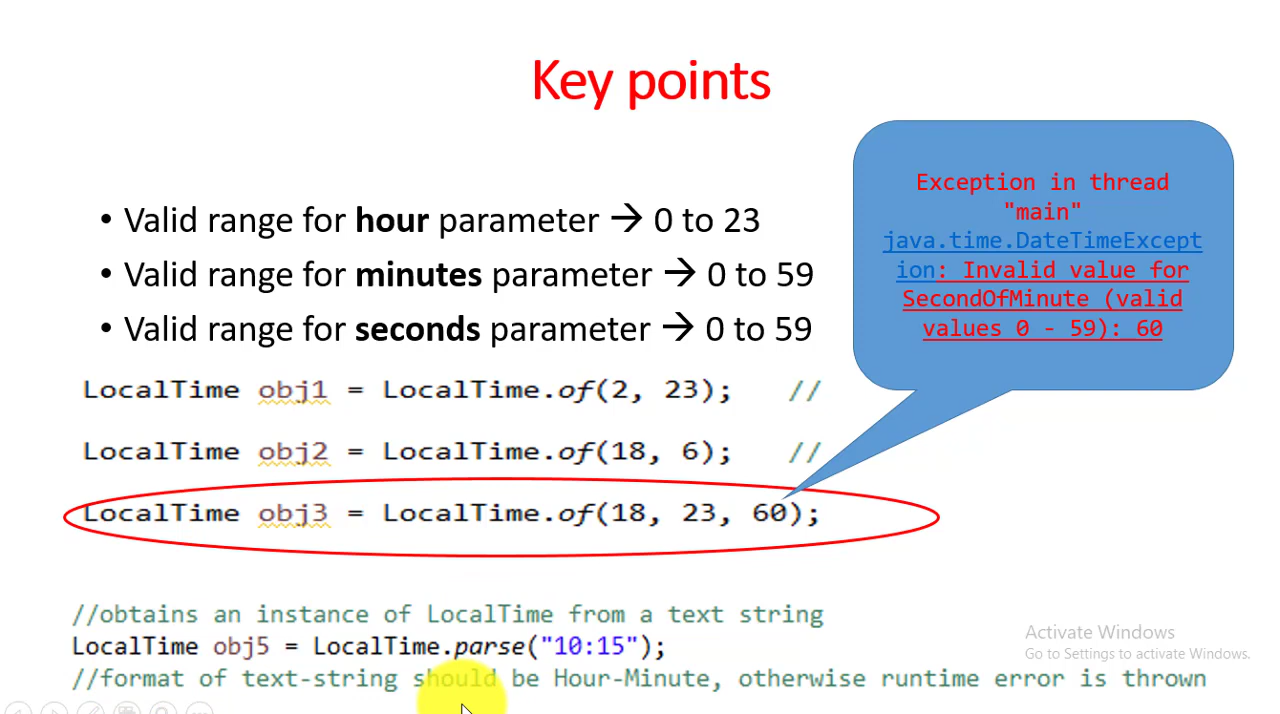 Key points
• Valid range for hour parameter → 0 to 23
• Valid range for minutes parameter → 0 to 59
• Valid range for seconds parameter → 0 to 59
Exception in thread
"main"
java.time.DateTimeExcept
ion: Invalid value for
SecondOfMinute (valid
values 0 - 59): 60
LocalTime obj1 = LocalTime.of(2, 23); //
LocalTime obj2 = LocalTime.of(18, 6); //
LocalTime obj3 = LocalTime.of(18, 23, 60);
//obtains an instance of LocalTime from a text string
LocalTime obj5 = LocalTime.parse("10:15");
//format of text-string should be Hour-Minute, otherwise runtime error is thrown
Activate Windows
Go to Settings to activate Windows.